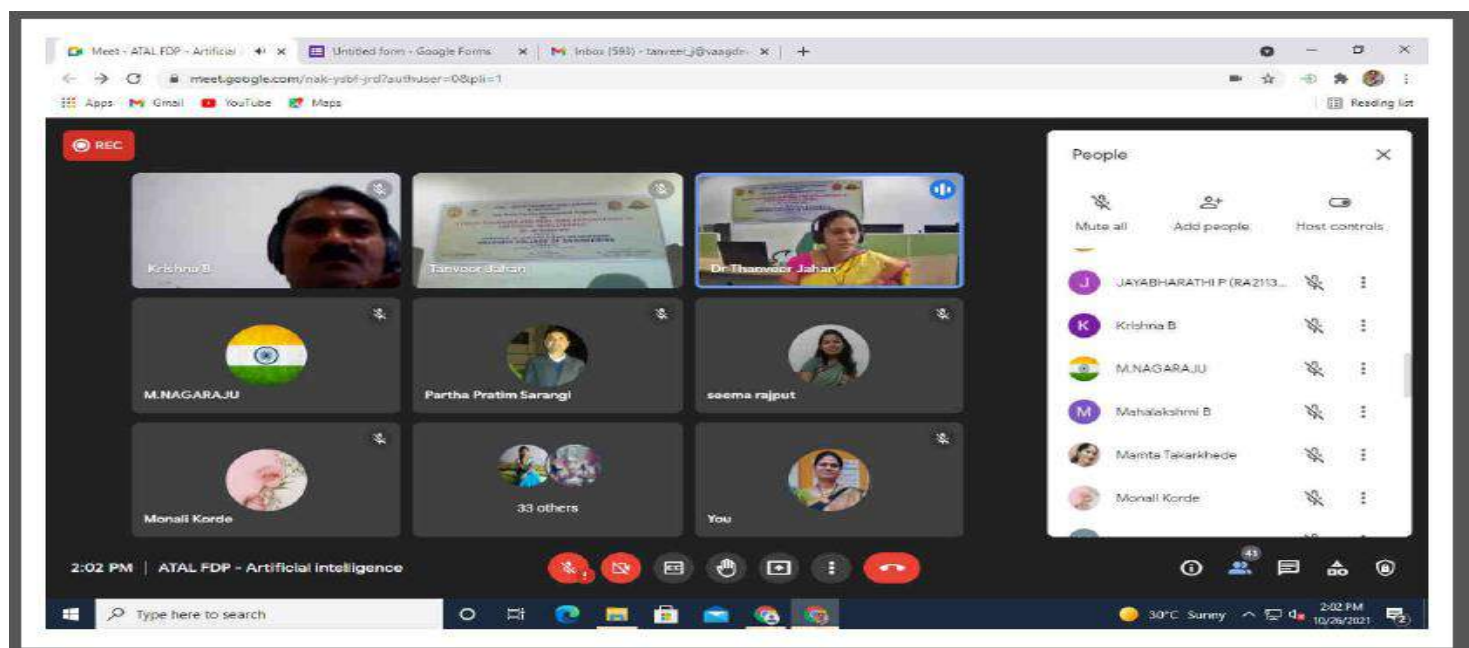 Meet - ATAL FDP - Artificial
Untitled form - Google Forms
Inbox (593) - tanveer_j@vaagde
meet.google.com/nak-ysbf-jrd?authuser=0&pli=1
Apps Gmail YouTube Maps
Reading list
REC
Krishna B
Tanveer Jahan
Dr Thanveer Jahan
M.NAGARAJU
Partha Pratim Sarangi
seema rajput
Monali Korde
33 others
You
People
Mute all Add people Host controls
J JAYABHARATHI P (RA2113...
K Krishna B
M.NAGARAJU
M Mahalakshmi B
Mamta Takarkhede
Monali Korde
2:02 PM | ATAL FDP - Artificial intelligence
41
Type here to search
30°C Sunny
2:02 PM
10/26/2021
2